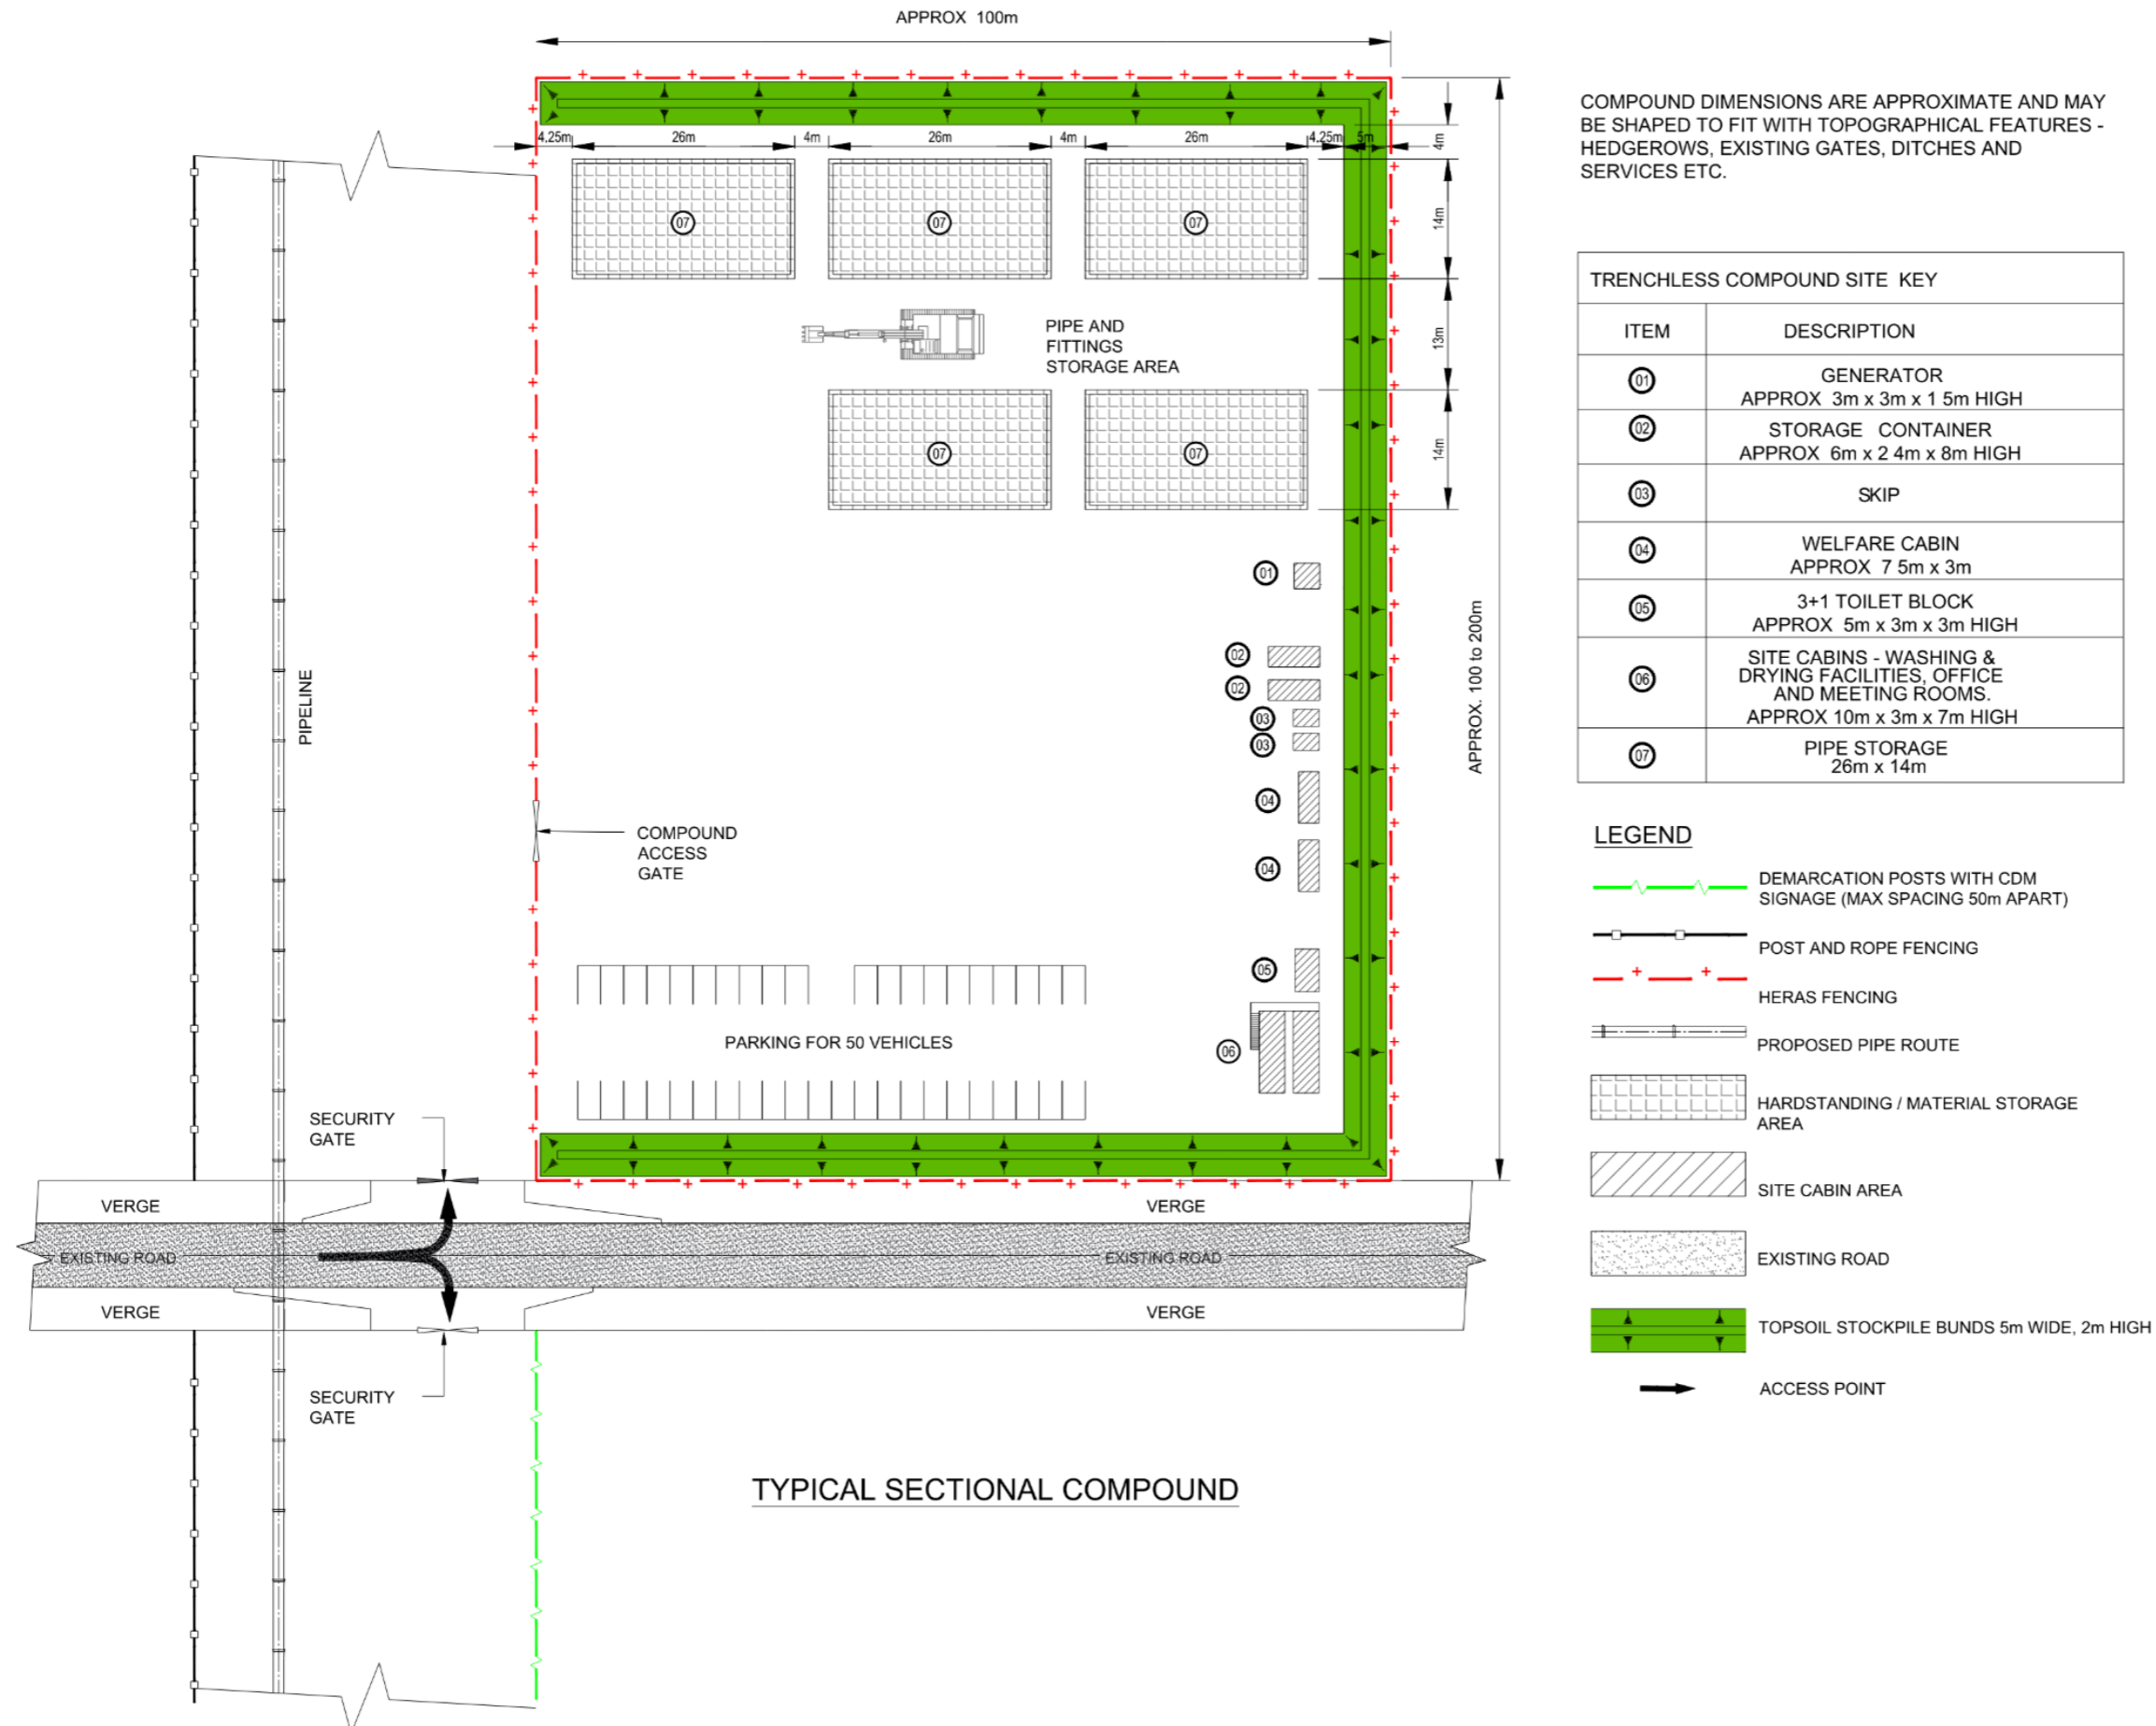 APPROX  100m
COMPOUND DIMENSIONS ARE APPROXIMATE AND MAY
BE SHAPED TO FIT WITH TOPOGRAPHICAL FEATURES -
HEDGEROWS, EXISTING GATES, DITCHES AND
SERVICES ETC.
4.25m
26m
4m
26m
4m
26m
4.25m
5m
4m
07
07
07
14m
PIPE AND
FITTINGS
STORAGE AREA
13m
07
07
14m
01
02
02
03
03
04
04
05
06
APPROX. 100 to 200m
PIPELINE
COMPOUND
ACCESS
GATE
PARKING FOR 50 VEHICLES
SECURITY
GATE
VERGE
VERGE
EXISTING ROAD
EXISTING ROAD
VERGE
VERGE
SECURITY
GATE
TYPICAL SECTIONAL COMPOUND
TRENCHLESS COMPOUND SITE  KEY
ITEM
DESCRIPTION
01
GENERATOR
APPROX  3m x 3m x 1 5m HIGH
02
STORAGE   CONTAINER
APPROX  6m x 2 4m x 8m HIGH
03
SKIP
04
WELFARE CABIN
APPROX  7 5m x 3m
05
3+1 TOILET BLOCK
APPROX  5m x 3m x 3m HIGH
06
SITE CABINS - WASHING &
DRYING FACILITIES, OFFICE
AND MEETING ROOMS.
APPROX 10m x 3m x 7m HIGH
07
PIPE STORAGE
26m x 14m
LEGEND
DEMARCATION POSTS WITH CDM
SIGNAGE (MAX SPACING 50m APART)
POST AND ROPE FENCING
HERAS FENCING
PROPOSED PIPE ROUTE
HARDSTANDING / MATERIAL STORAGE
AREA
SITE CABIN AREA
EXISTING ROAD
TOPSOIL STOCKPILE BUNDS 5m WIDE, 2m HIGH
ACCESS POINT